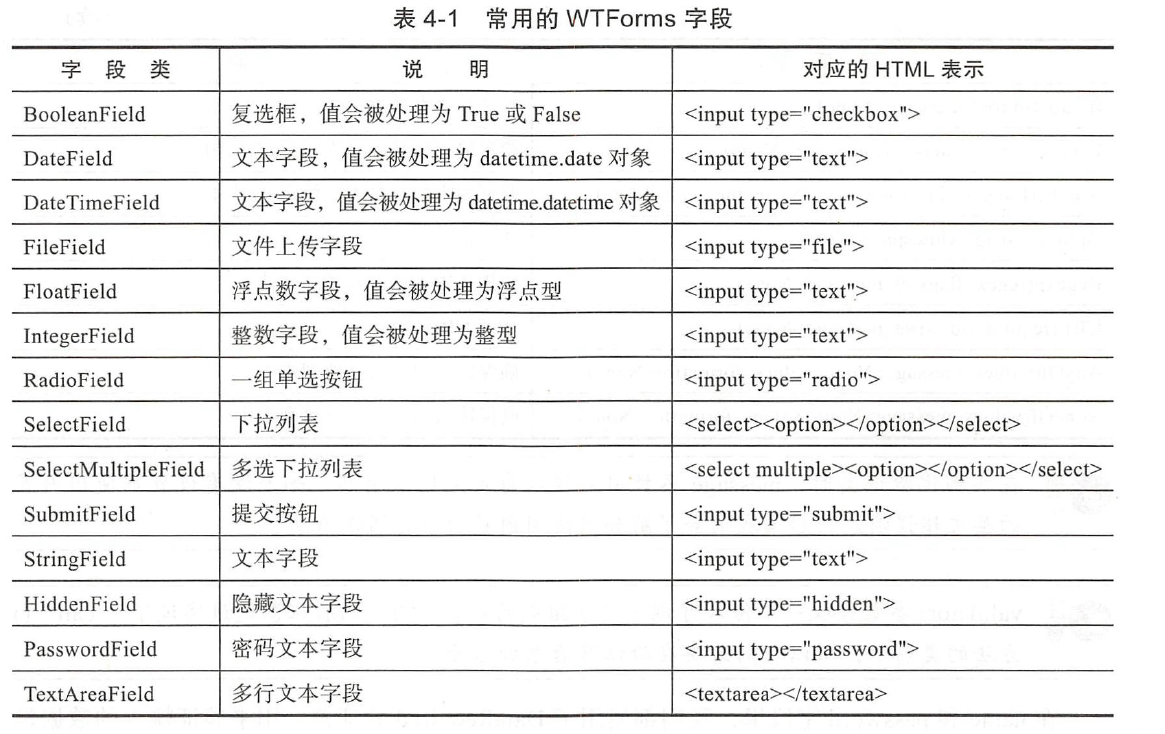 表 4-1 常用的 WTForms 字段
字 段 类 说 明 对应的 HTML 表示
BooleanField 复选框，值会被处理为 True 或 False <input type="checkbox">
DateField 文本字段，值会被处理为 datetime.date 对象 <input type="text">
DateTimeField 文本字段，值会被处理为 datetime.datetime 对象 <input type="text">
FileField 文件上传字段 <input type="file">
FloatField 浮点数字段，值会被处理为浮点型 <input type="text">
IntegerField 整数字段，值会被处理为整型 <input type="text">
RadioField 一组单选按钮 <input type="radio">
SelectField 下拉列表 <select><option></option></select>
SelectMultipleField 多选下拉列表 <select multiple><option></option></select>
SubmitField 提交按钮 <input type="submit">
StringField 文本字段 <input type="text">
HiddenField 隐藏文本字段 <input type="hidden">
PasswordField 密码文本字段 <input type="password">
TextAreaField 多行文本字段 <textarea></textarea>